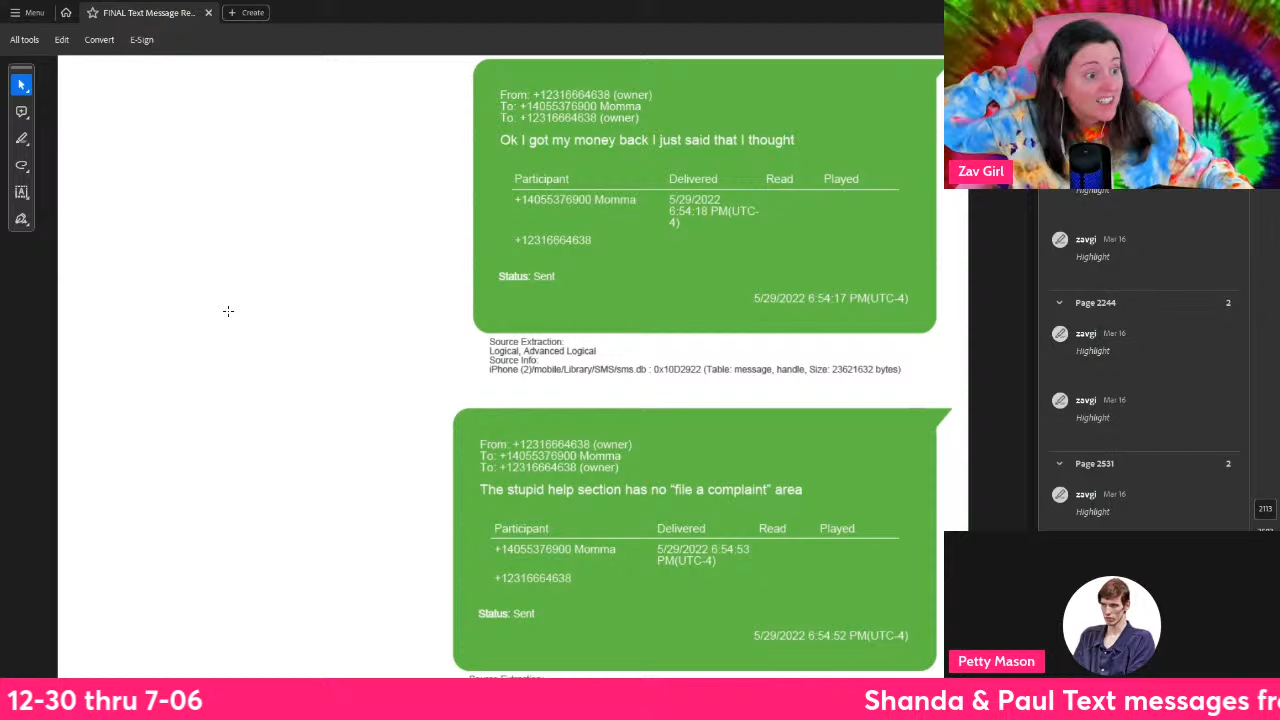 Menu
FINAL Text Message Re...
Create
All tools
Edit
Convert
E-Sign
From: +12316664638 (owner)
To: +14055376900 Momma
To: +12316664638 (owner)
Ok I got my money back I just said that I thought
Participant Delivered Read Played
+14055376900 Momma 5/29/2022
6:54:18 PM(UTC-
4)
+12316664638
Status: Sent
5/29/2022 6:54:17 PM(UTC-4)
Source Extraction:
Logical, Advanced Logical
Source Info:
iPhone (2)/mobile/Library/SMS/sms.db : 0x10D2922 (Table: message, handle, Size: 23621632 bytes)
From: +12316664638 (owner)
To: +14055376900 Momma
To: +12316664638 (owner)
The stupid help section has no “file a complaint” area
Participant Delivered Read Played
+14055376900 Momma 5/29/2022 6:54:53
PM(UTC-4)
+12316664638
Status: Sent
5/29/2022 6:54:52 PM(UTC-4)
Source Extraction:
Zav Girl
Highlight
zavgi Mar 16
Highlight
Page 2244 2
zavgi Mar 16
Highlight
zavgi Mar 16
Highlight
Page 2531 2
zavgi Mar 16
Highlight
2113
Petty Mason
12-30 thru 7-06
Shanda & Paul Text messages fr